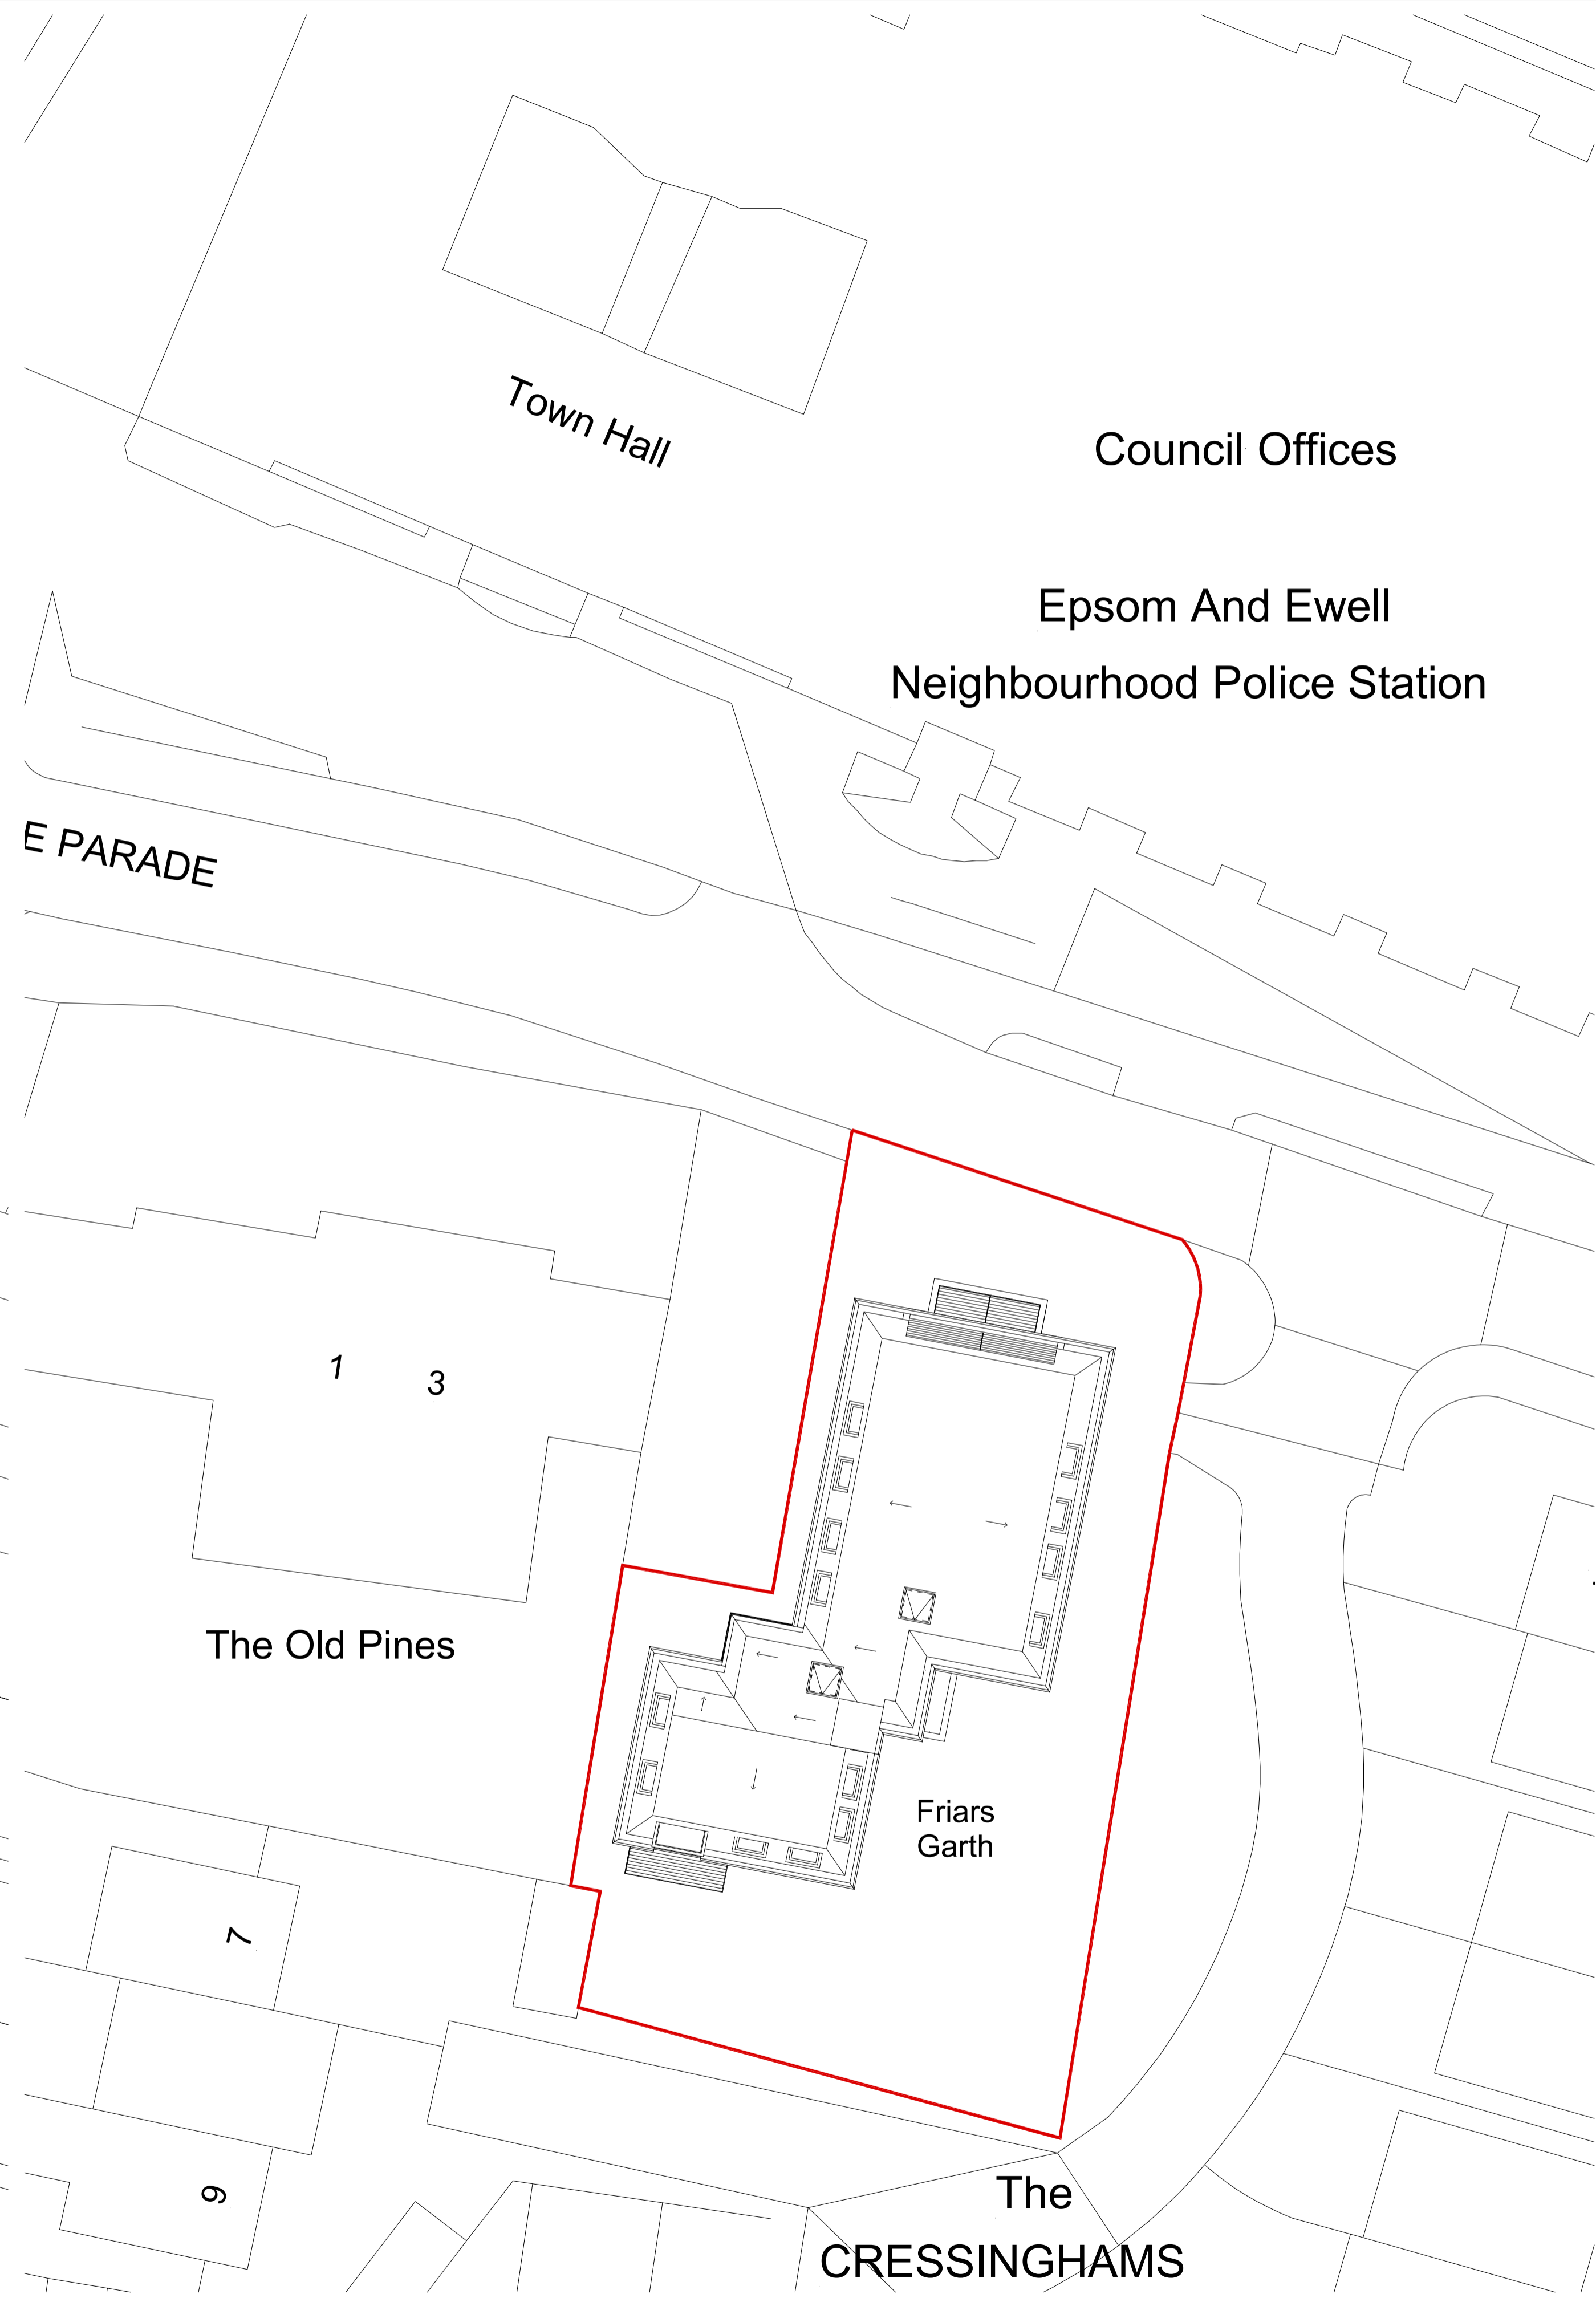 Town Hall
Council Offices
Epsom And Ewell
Neighbourhood Police Station
E PARADE
1
3
The Old Pines
Friars
Garth
7
9
The
CRESSINGHAMS